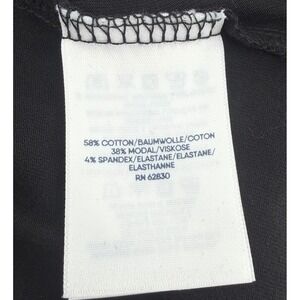 58% COTTON/BAUMWOLLE/COTON
38% MODAL/VISKOSE
4% SPANDEX/ELASTANE/ELASTANE/
ELASTHANNE
RN 62830